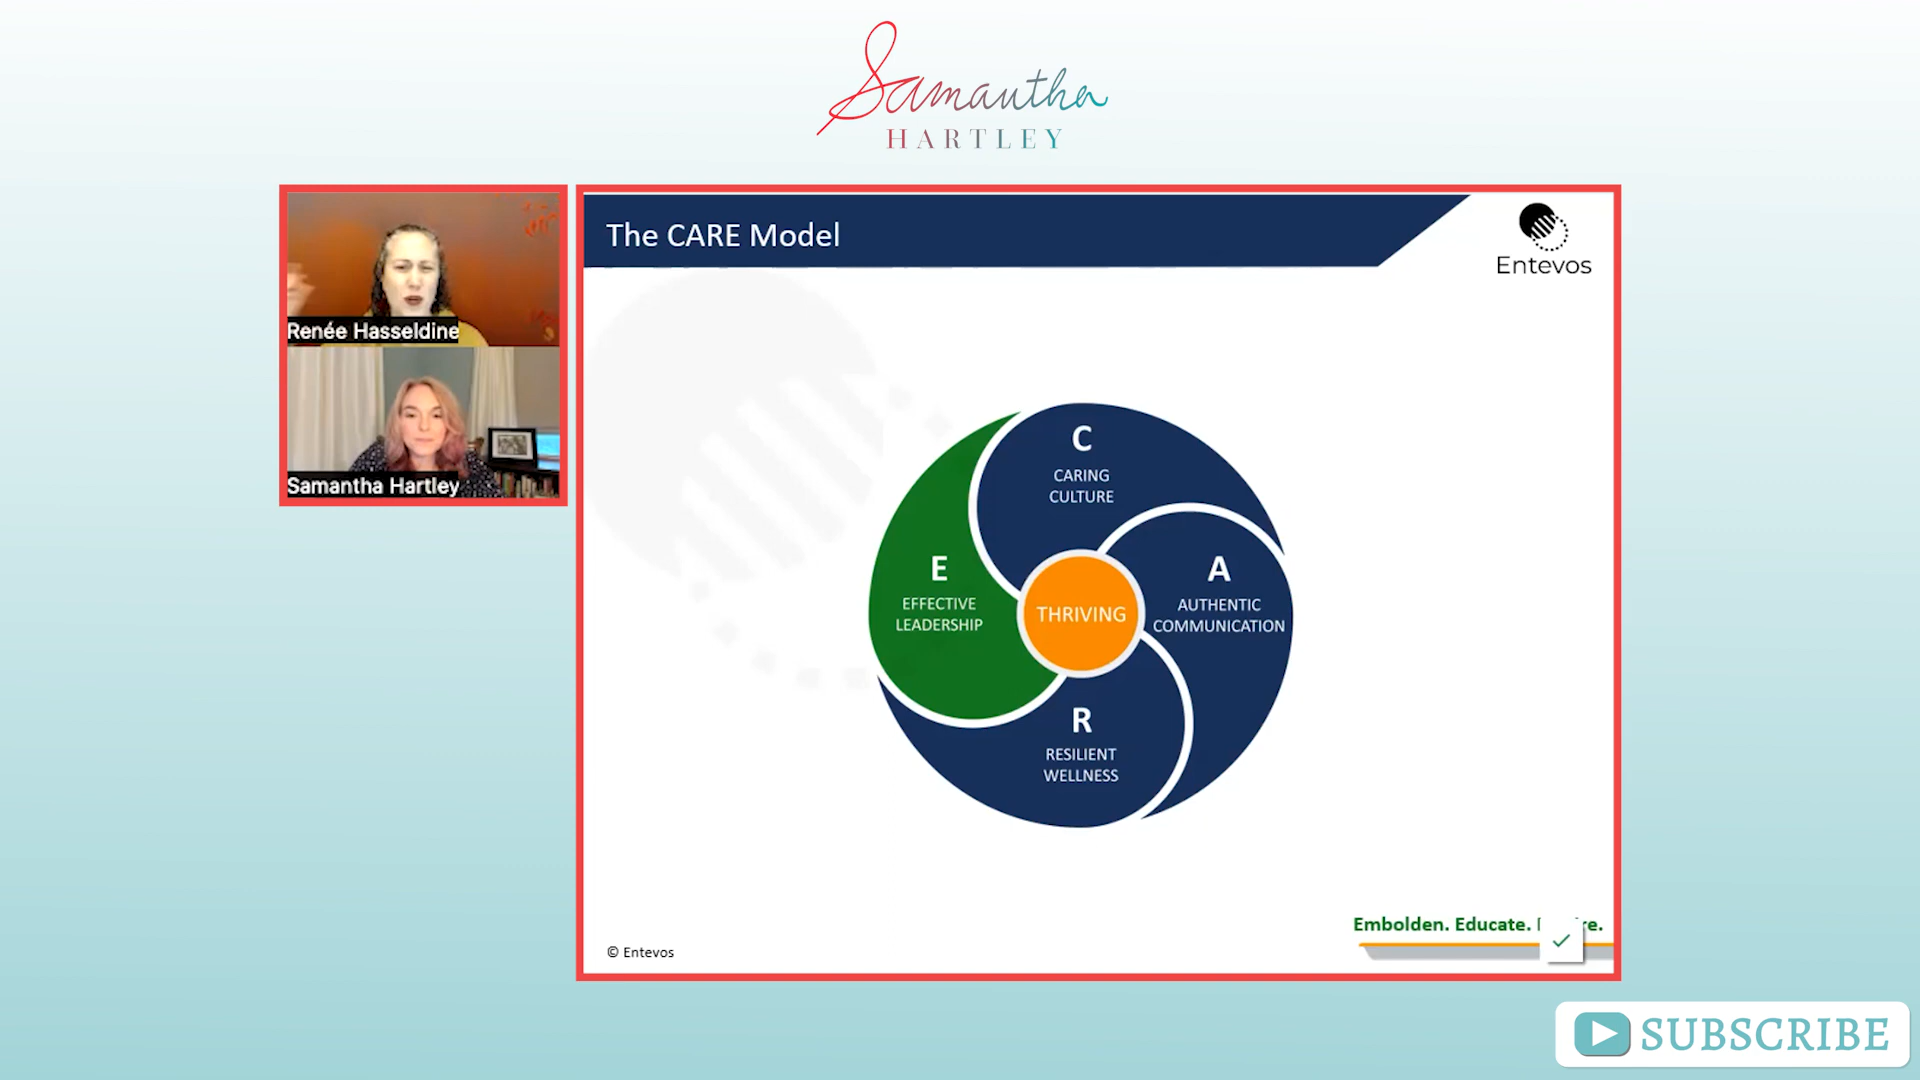 Samantha
HARTLEY
Renée Hasseldine
Samantha Hartley
The CARE Model
Entevos
C
CARING
CULTURE
A
AUTHENTIC
COMMUNICATION
R
RESILIENT
WELLNESS
E
EFFECTIVE
LEADERSHIP
THRIVING
Embolden. Educate.
© Entevos
SUBSCRIBE